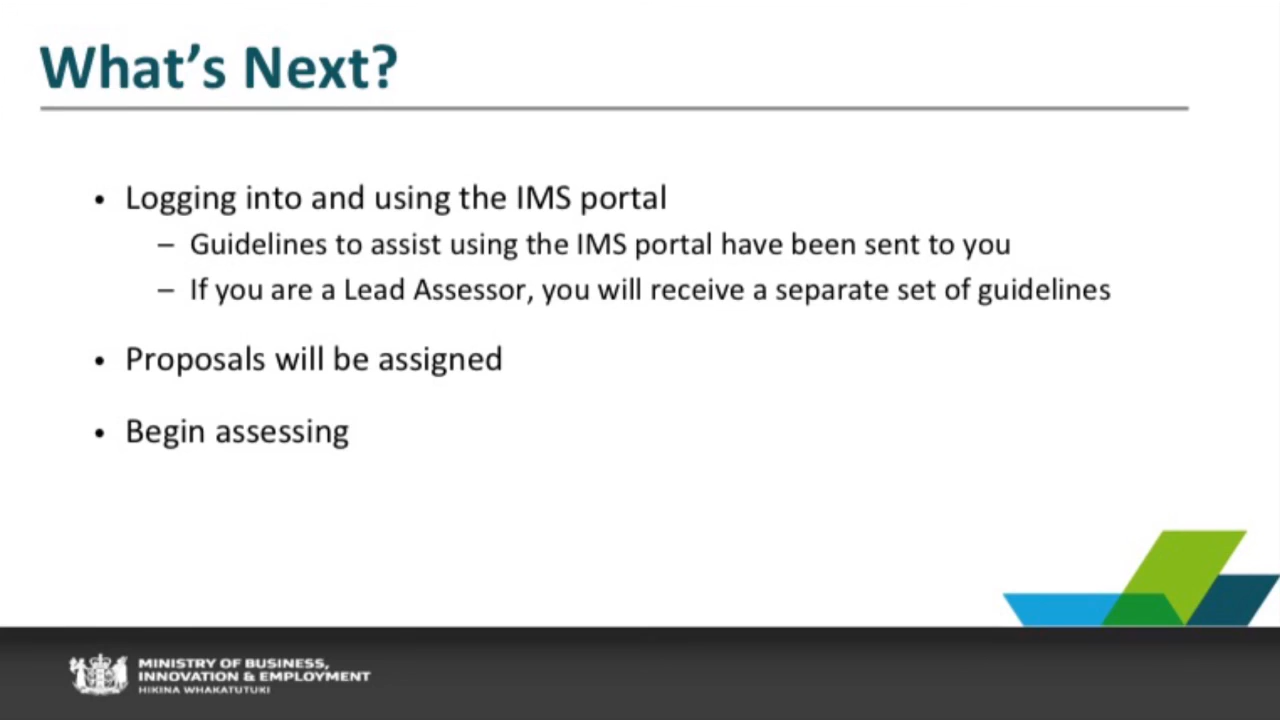 What’s Next?
• Logging into and using the IMS portal
– Guidelines to assist using the IMS portal have been sent to you
– If you are a Lead Assessor, you will receive a separate set of guidelines
• Proposals will be assigned
• Begin assessing
MINISTRY OF BUSINESS,
INNOVATION & EMPLOYMENT
HIKINA WHAKATUTUKI